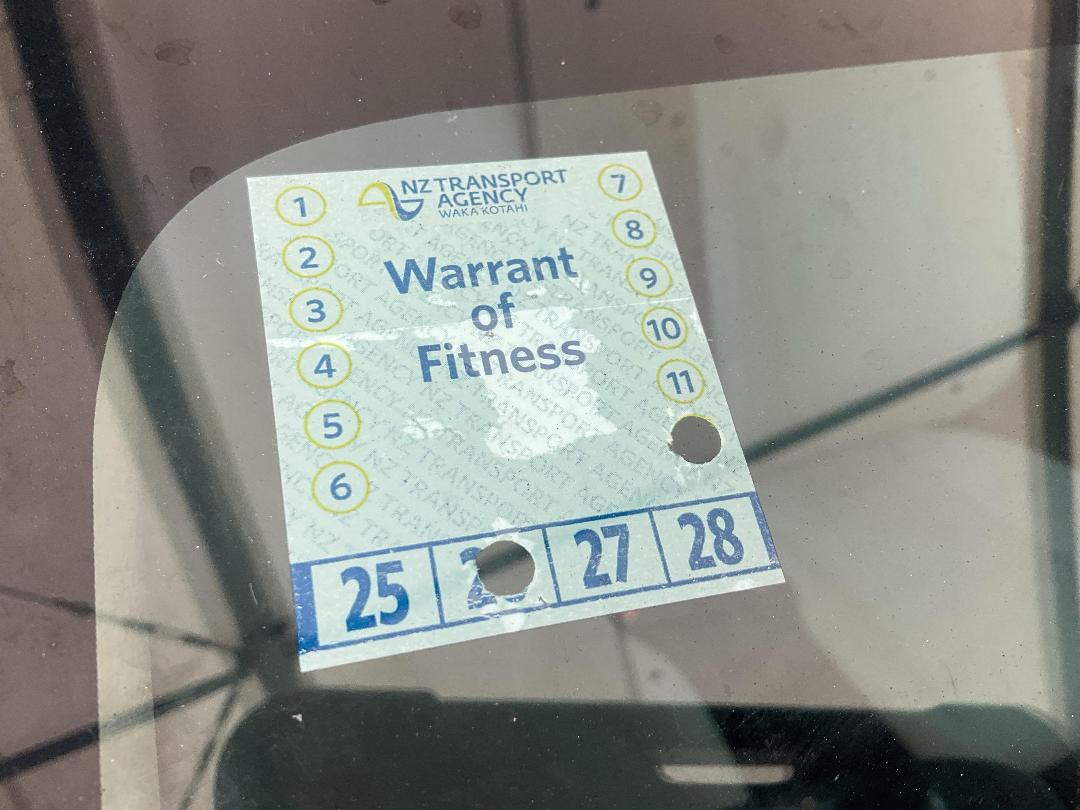 NZ TRANSPORT
AGENCY
WAKA KOTAHI
Warrant
of
Fitness
1
2
3
4
5
6
7
8
9
10
11
25 27 28